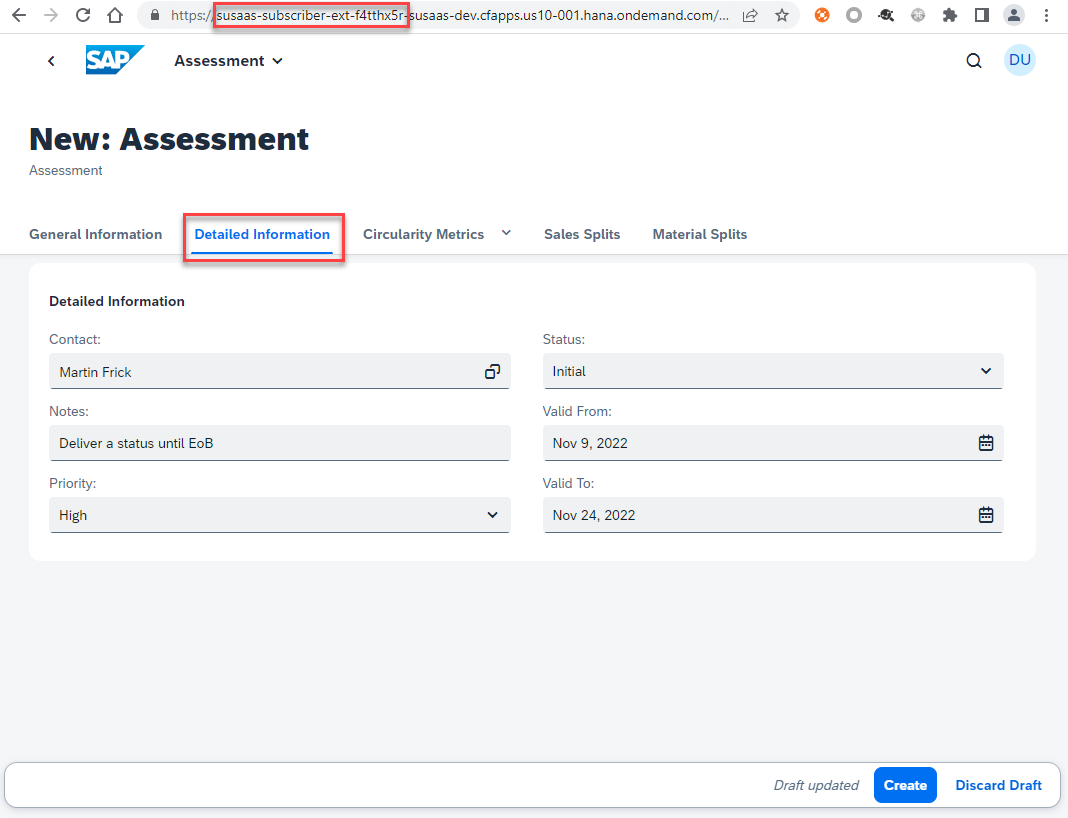 https://susaas-subscriber-ext-f4tthx5r-susaas-dev.cfapps.us10-001.hana.ondemand.com/...
SAP Assessment DU
New: Assessment
Assessment
General Information Detailed Information Circularity Metrics Sales Splits Material Splits
Detailed Information
Contact: Status:
Martin Frick Initial
Notes: Valid From:
Deliver a status until EoB Nov 9, 2022
Priority: Valid To:
High Nov 24, 2022
Draft updated Create Discard Draft